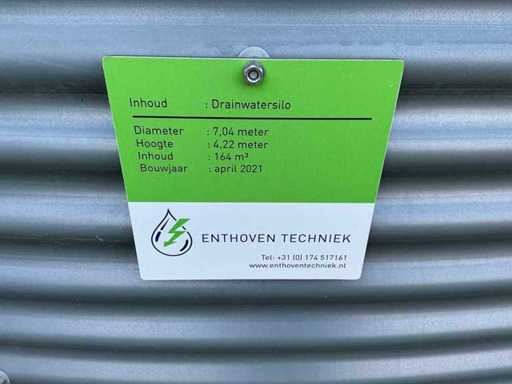 Inhoud : Drainwatersilo
Diameter : 7,04 meter
Hoogte : 4,22 meter
Inhoud : 164 m³
Bouwjaar : april 2021
ENTHOVEN TECHNIEK
Tel: +31 (0) 174 517161
www.enthoventechniek.nl